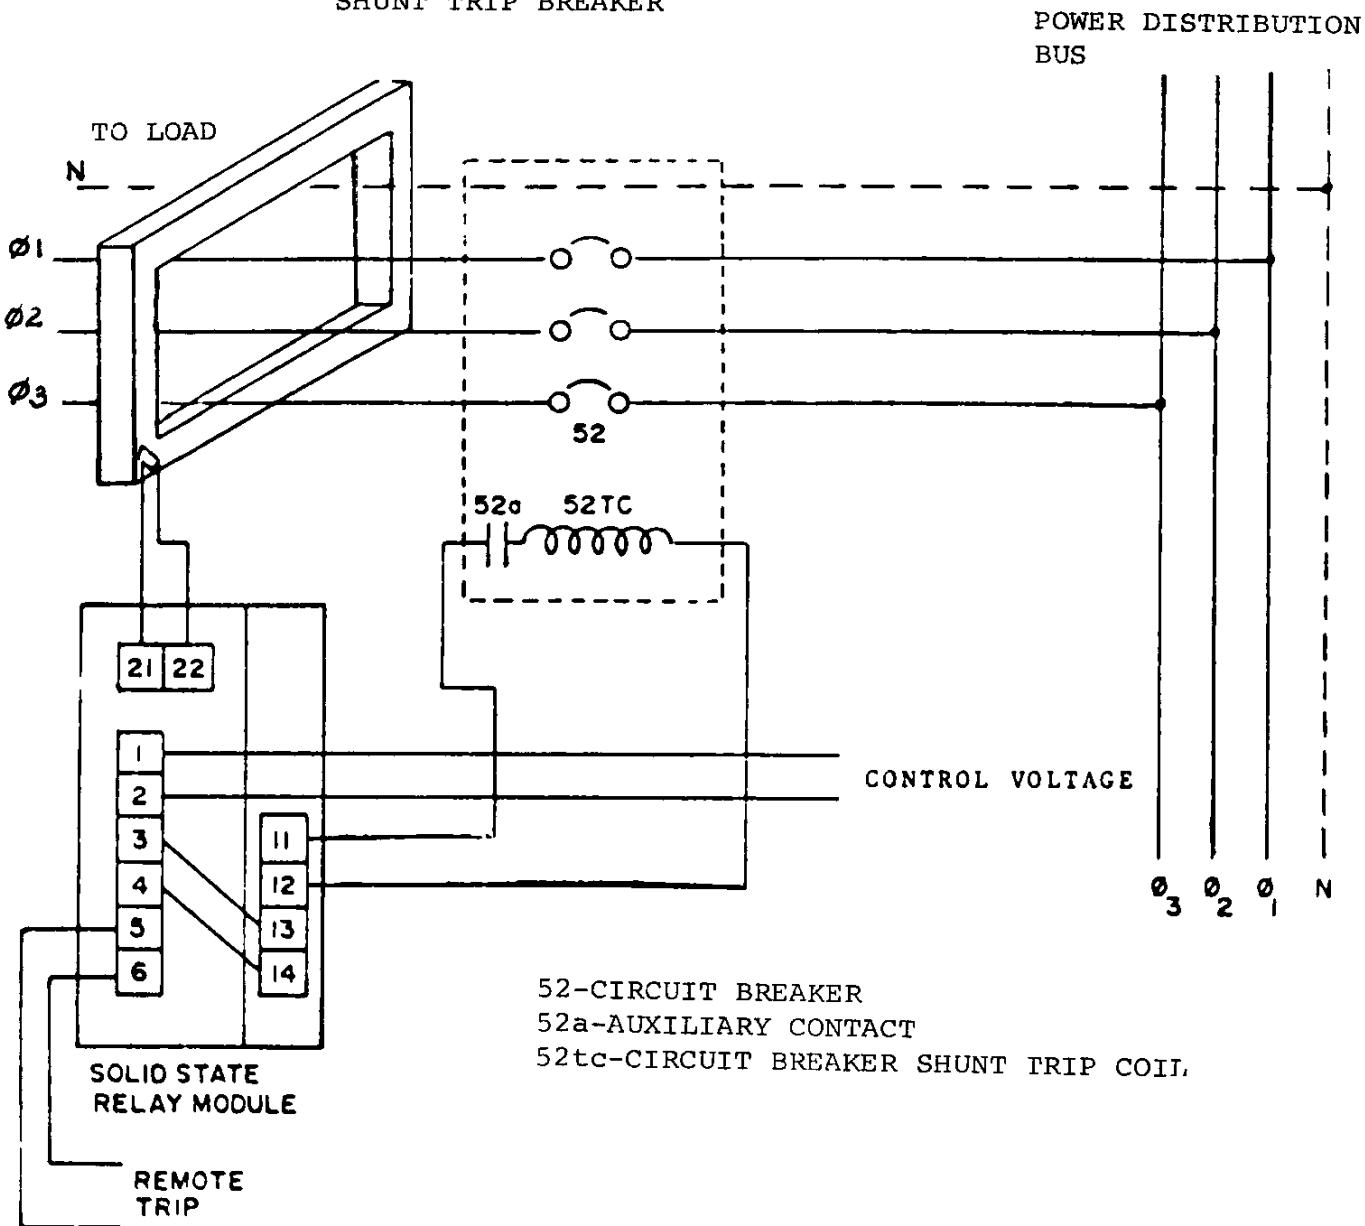 SHUNT TRIP BREAKER
POWER DISTRIBUTION
BUS
TO LOAD
N
Ø1
Ø2
Ø3
52
52a 52TC
21 22
1
2
3
4
5
6
11
12
13
14
CONTROL VOLTAGE
Ø3 Ø2 Ø1 N
52-CIRCUIT BREAKER
52a-AUXILIARY CONTACT
52tc-CIRCUIT BREAKER SHUNT TRIP COIL
SOLID STATE
RELAY MODULE
REMOTE
TRIP